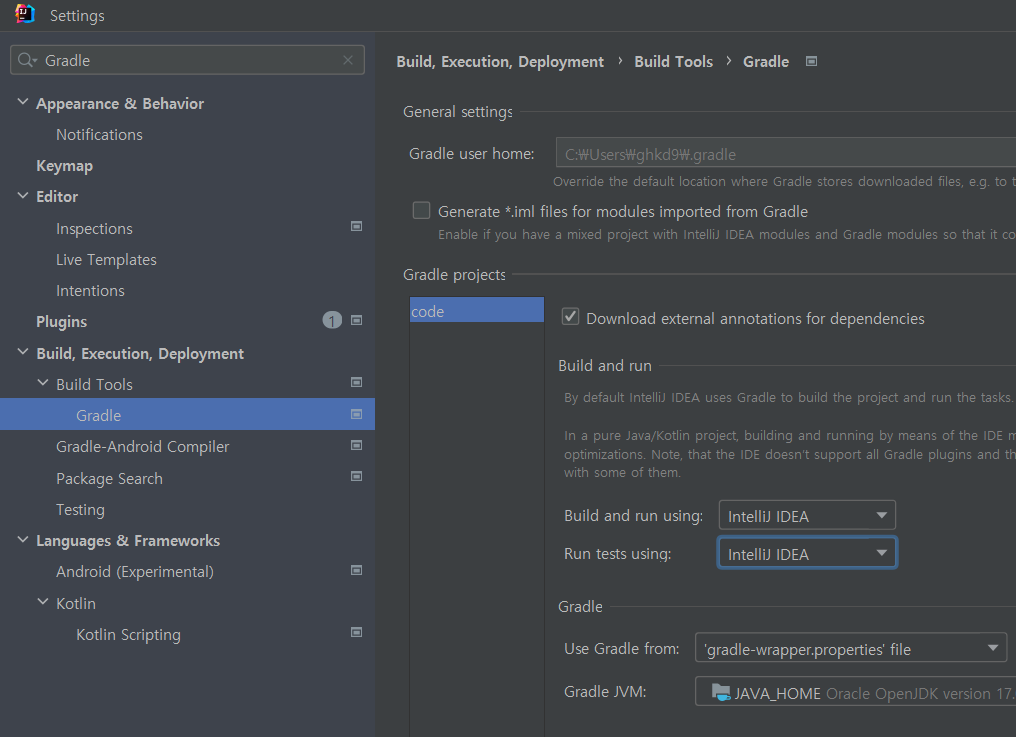 Settings
Gradle
Appearance & Behavior
Notifications
Keymap
Editor
Inspections
Live Templates
Intentions
Plugins 1
Build, Execution, Deployment
Build Tools
Gradle
Gradle-Android Compiler
Package Search
Testing
Languages & Frameworks
Android (Experimental)
Kotlin
Kotlin Scripting
Build, Execution, Deployment › Build Tools › Gradle
General settings
Gradle user home: C:₩Users₩ghkd9₩.gradle
Override the default location where Gradle stores downloaded files, e.g. to t
Generate *.iml files for modules imported from Gradle
Enable if you have a mixed project with IntelliJ IDEA modules and Gradle modules so that it co
Gradle projects
code
Download external annotations for dependencies
Build and run
By default IntelliJ IDEA uses Gradle to build the project and run the tasks.
In a pure Java/Kotlin project, building and running by means of the IDE m
optimizations. Note, that the IDE doesn't support all Gradle plugins and th
with some of them.
Build and run using: IntelliJ IDEA
Run tests using: IntelliJ IDEA
Gradle
Use Gradle from: 'gradle-wrapper.properties' file
Gradle JVM: JAVA_HOME Oracle OpenJDK version 17.